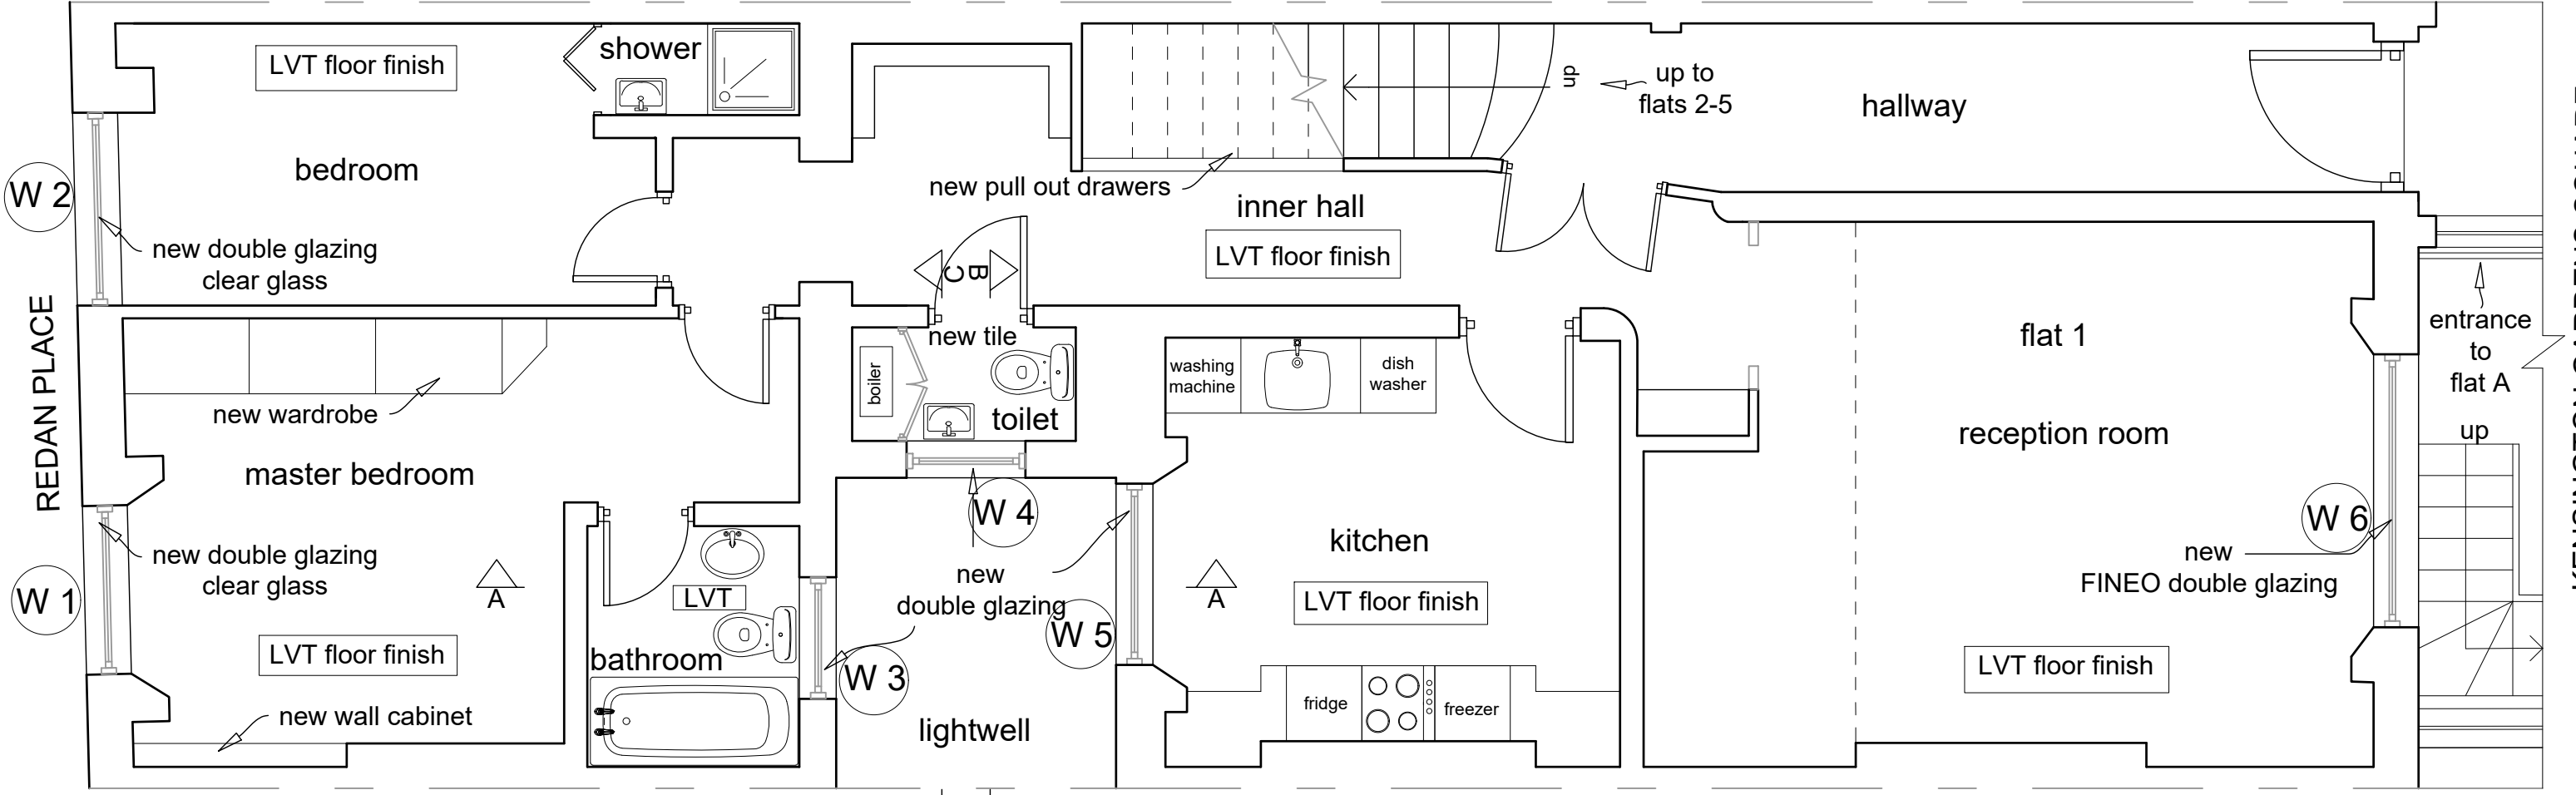 LVT floor finish
shower
bedroom
W 2
new double glazing
clear glass
REDAN PLACE
new wardrobe
master bedroom
new double glazing
clear glass
W 1
A
LVT floor finish
new wall cabinet
LVT
bathroom
W 3
boiler
new tile
toilet
C
B
W 4
new
double glazing
W 5
lightwell
new pull out drawers
inner hall
LVT floor finish
dn
up to
flats 2-5
hallway
washing
machine
dish
washer
kitchen
A
LVT floor finish
fridge
freezer
flat 1
reception room
W 6
new
FINEO double glazing
LVT floor finish
entrance
to
flat A
up